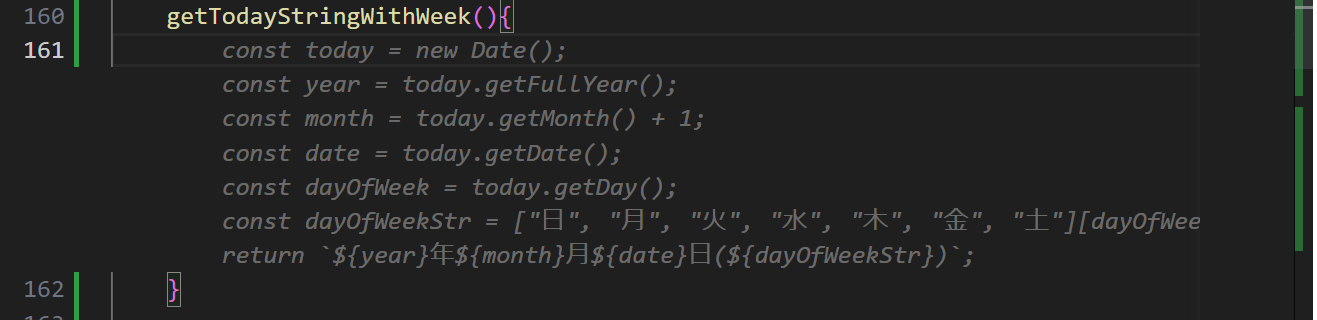 160 getTodayStringWithWeek(){
161 const today = new Date();
const year = today.getFullYear();
const month = today.getMonth() + 1;
const date = today.getDate();
const dayOfWeek = today.getDay();
const dayOfWeekStr = ["日", "月", "火", "水", "木", "金", "土"][dayOfWee
return `${year}年${month}月${date}日(${dayOfWeekStr})`;
162 }